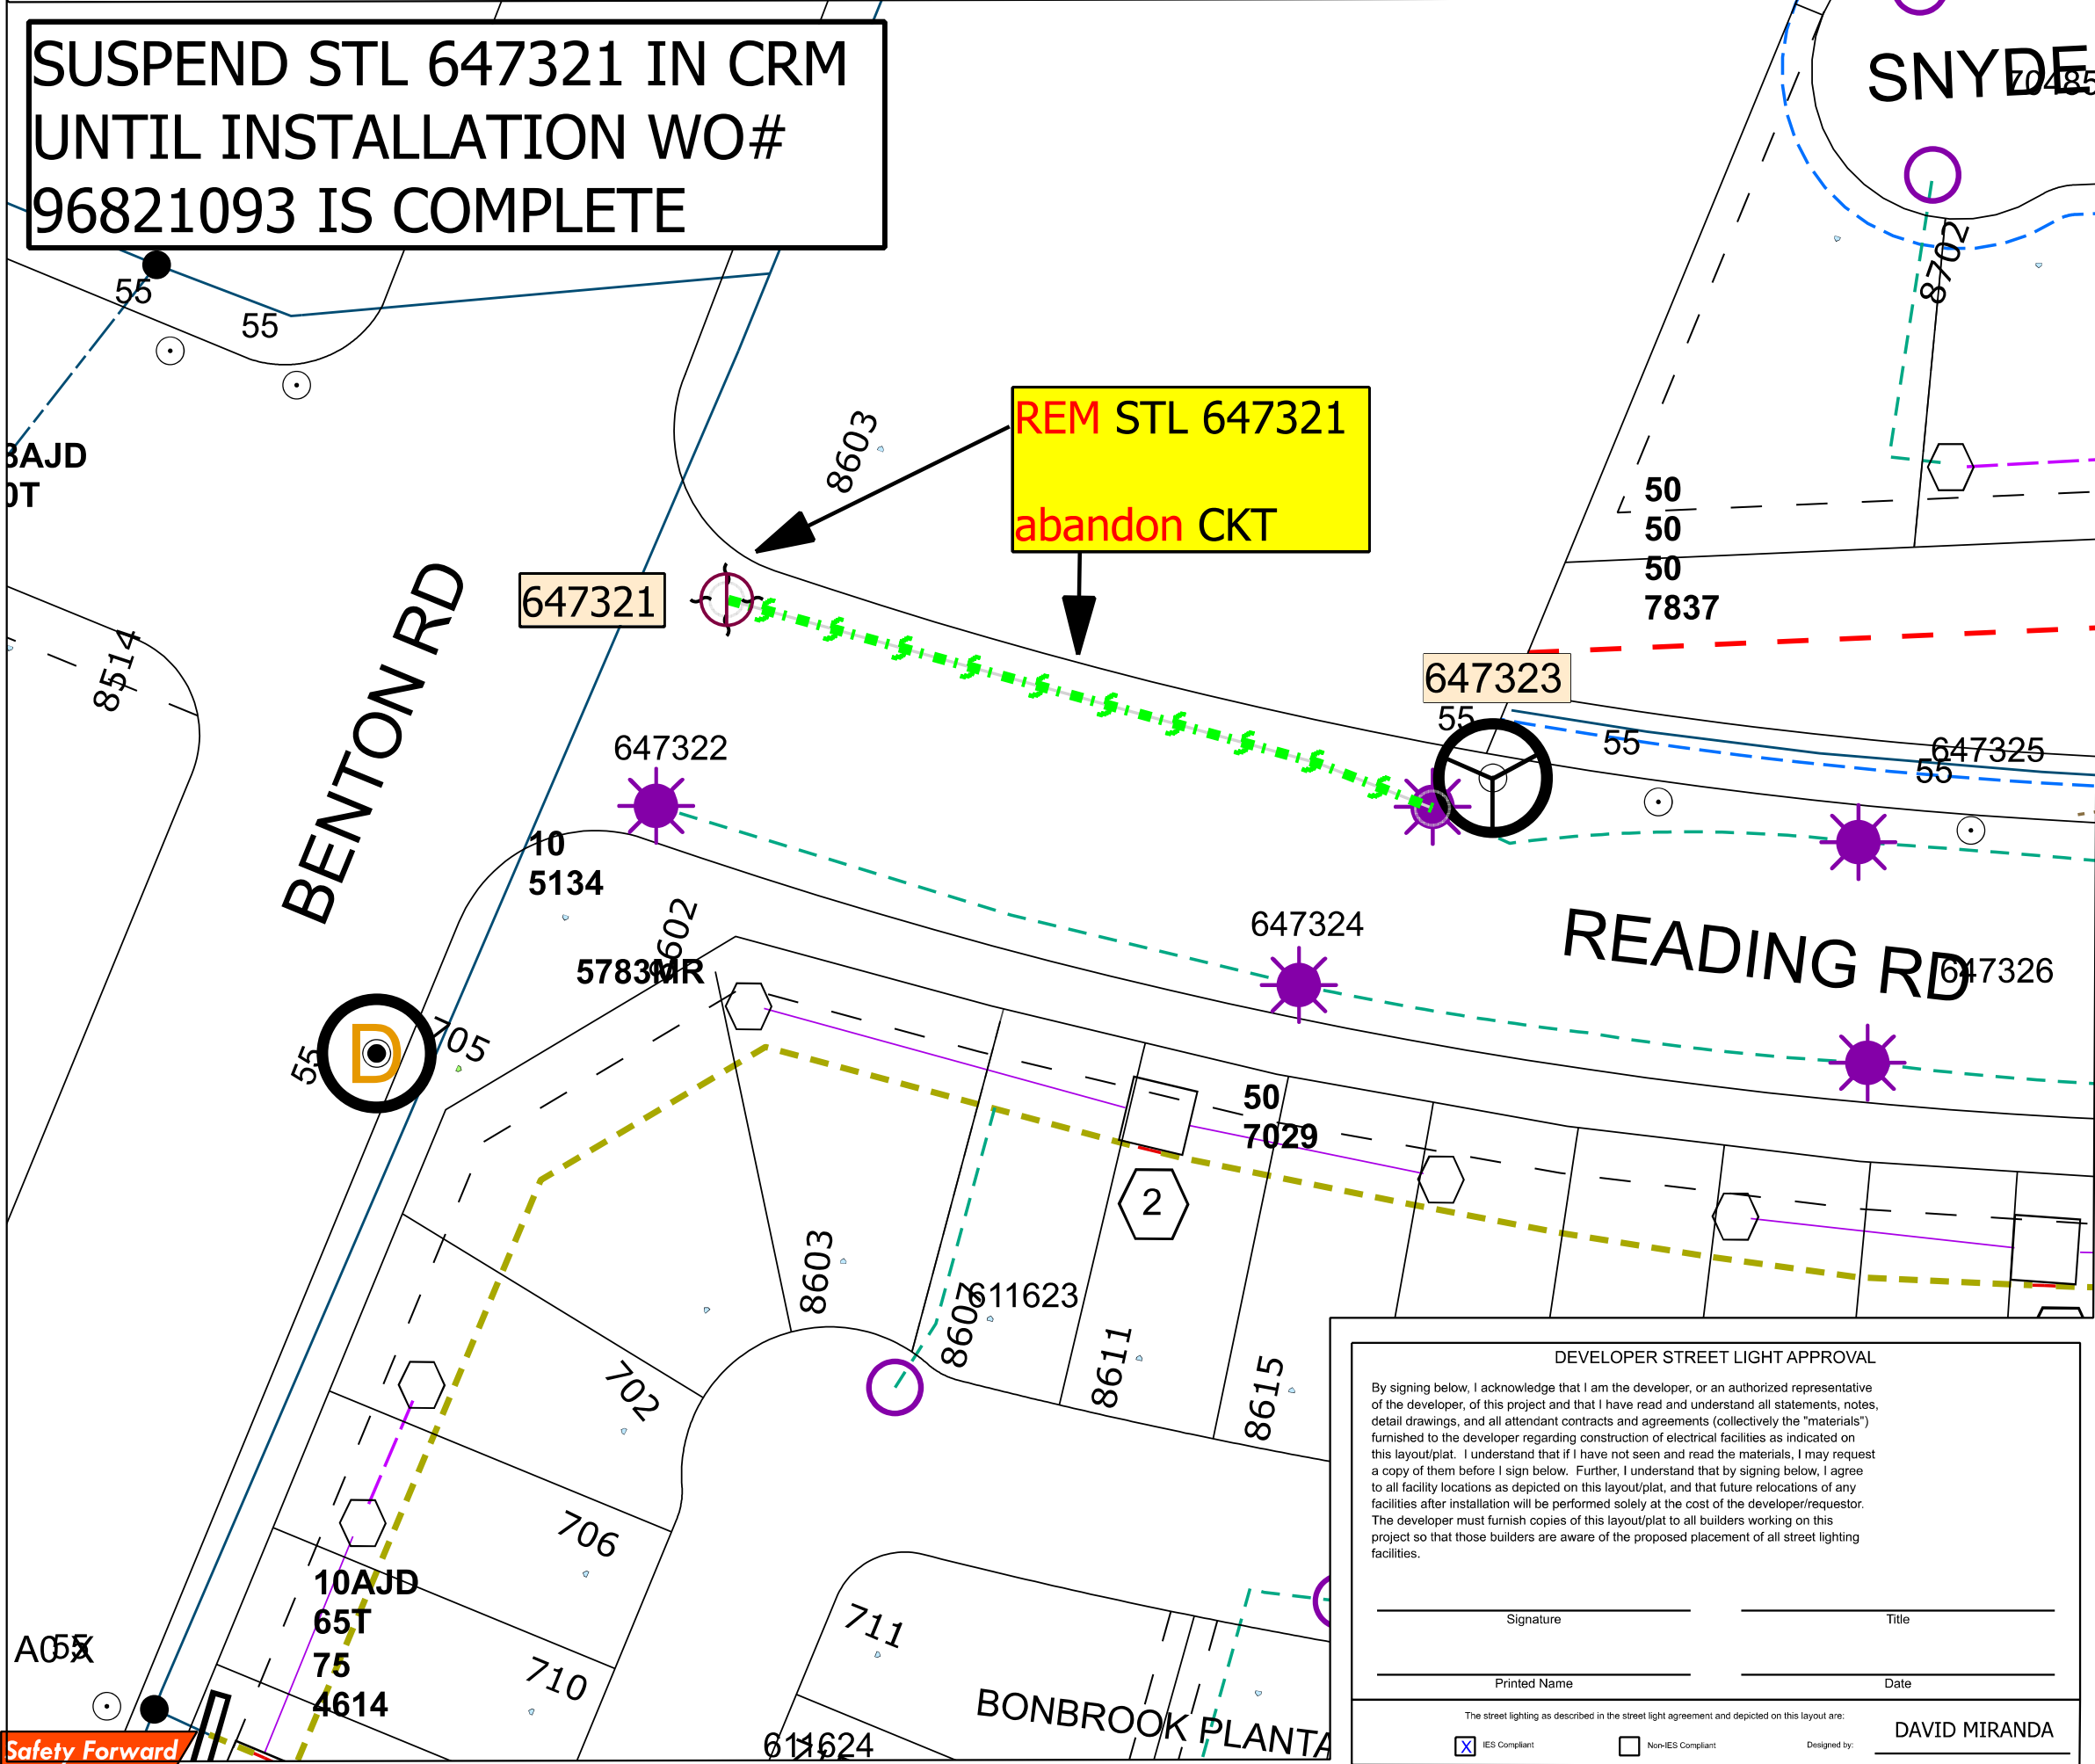 SUSPEND STL 647321 IN CRM
UNTIL INSTALLATION WO#
96821093 IS COMPLETE
SNYDE
70485
8702
55
55
3AJD
0T
8603
REM STL 647321
abandon CKT
50
50
50
7837
647321
BENTON RD
8514
647323
55
55
647325
55
647322
10
5134
8602
5783MR
647324
READING RD
647326
D
705
55
50
7029
2
8603
8607
611623
8611
8615
702
706
10AJD
65T
75
4614
710
711
BONBROOK PLANTA
611624
A0 X
55
Safety Forward
DEVELOPER STREET LIGHT APPROVAL
By signing below, I acknowledge that I am the developer, or an authorized representative
of the developer, of this project and that I have read and understand all statements, notes,
detail drawings, and all attendant contracts and agreements (collectively the "materials")
furnished to the developer regarding construction of electrical facilities as indicated on
this layout/plat. I understand that if I have not seen and read the materials, I may request
a copy of them before I sign below. Further, I understand that by signing below, I agree
to all facility locations as depicted on this layout/plat, and that future relocations of any
facilities after installation will be performed solely at the cost of the developer/requestor.
The developer must furnish copies of this layout/plat to all builders working on this
project so that those builders are aware of the proposed placement of all street lighting
facilities.
Signature Title
Printed Name Date
The street lighting as described in the street light agreement and depicted on this layout are:
X IES Compliant Non-IES Compliant Designed by: DAVID MIRANDA